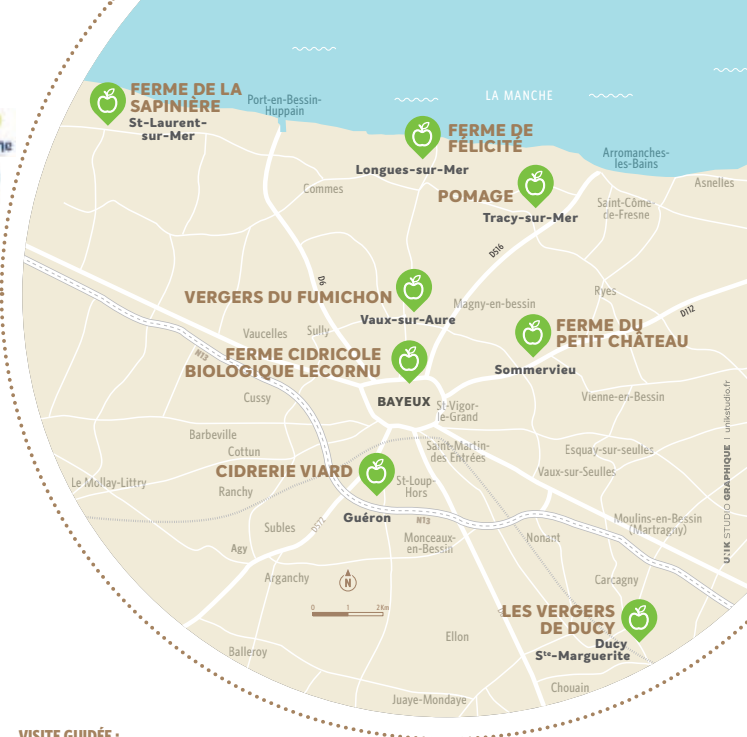 FERME DE LA
SAPINIÈRE
St-Laurent-
sur-Mer
Port-en-Bessin-
Huppain
LA MANCHE
FERME DE
FÉLICITÉ
Longues-sur-Mer
Arromanches-
les-Bains
Commes
POMAGE
Tracy-sur-Mer
Asnelles
Saint-Côme-
de-Fresne
D516
D6
VERGERS DU FUMICHON
Vaux-sur-Aure
Magny-en-bessin
Ryes
D112
Vaucelles
Sully
N13
FERME DU
PETIT CHÂTEAU
Sommervieu
FERME CIDRICOLE
BIOLOGIQUE LECORNU
BAYEUX
Cussy
St-Vigor-
le-Grand
Vienne-en-Bessin
Barbeville
Cottun
Saint-Martin-
des Entrées
Esquay-sur-seulles
Vaux-sur-Seulles
CIDRERIE VIARD
Guéron
St-Loup-
Hors
Le Mollay-Littry
Ranchy
Subles
D572
N13
Monceaux-
en-Bessin
Nonant
Moulins-en-Bessin
(Martragny)
Agy
Arganchy
N
0 1 2Km
Carcagny
LES VERGERS
DE DUCY
Ducy
Ste-Marguerite
Ellon
Balleroy
Chouain
Juaye-Mondaye
UNIK STUDIO GRAPHIQUE | unikstudio.fr
VISITE GUIDÉE :